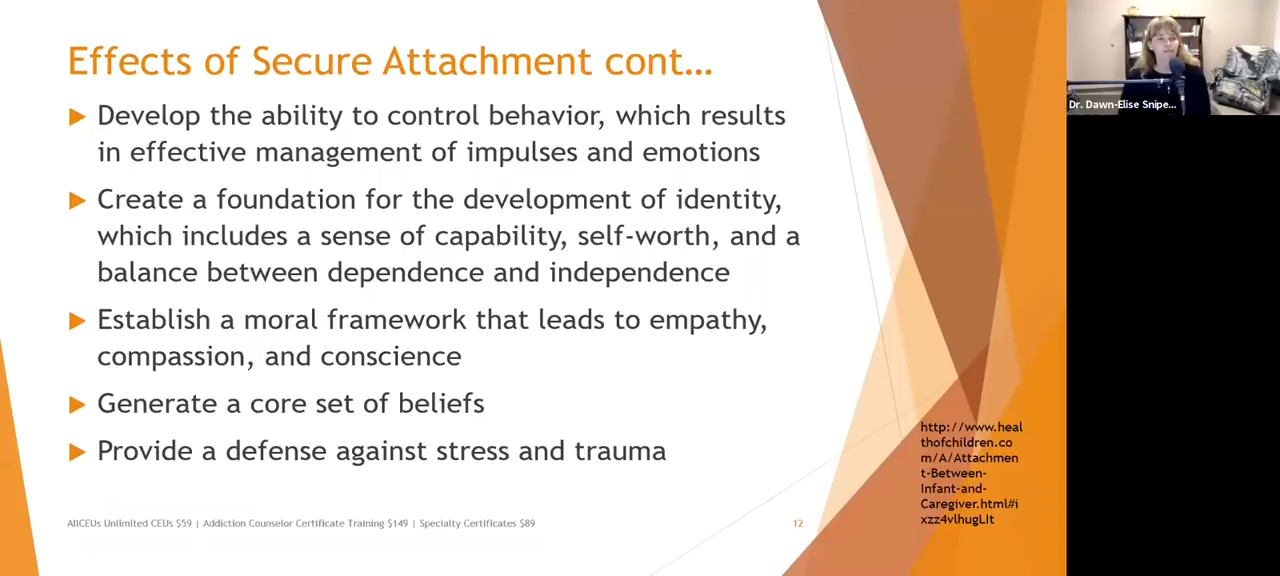 Effects of Secure Attachment cont…
Develop the ability to control behavior, which results
in effective management of impulses and emotions
Create a foundation for the development of identity,
which includes a sense of capability, self-worth, and a
balance between dependence and independence
Establish a moral framework that leads to empathy,
compassion, and conscience
Generate a core set of beliefs
Provide a defense against stress and trauma
http://www.heal
thofchildren.co
m/A/Attachmen
t-Between-
Infant-and-
Caregiver.html#i
xzz4vlhugLIt
AllCEUs Unlimited CEUs $59 | Addiction Counselor Certificate Training $149 | Specialty Certificates $89
12
Dr. Dawn-Elise Snipe...